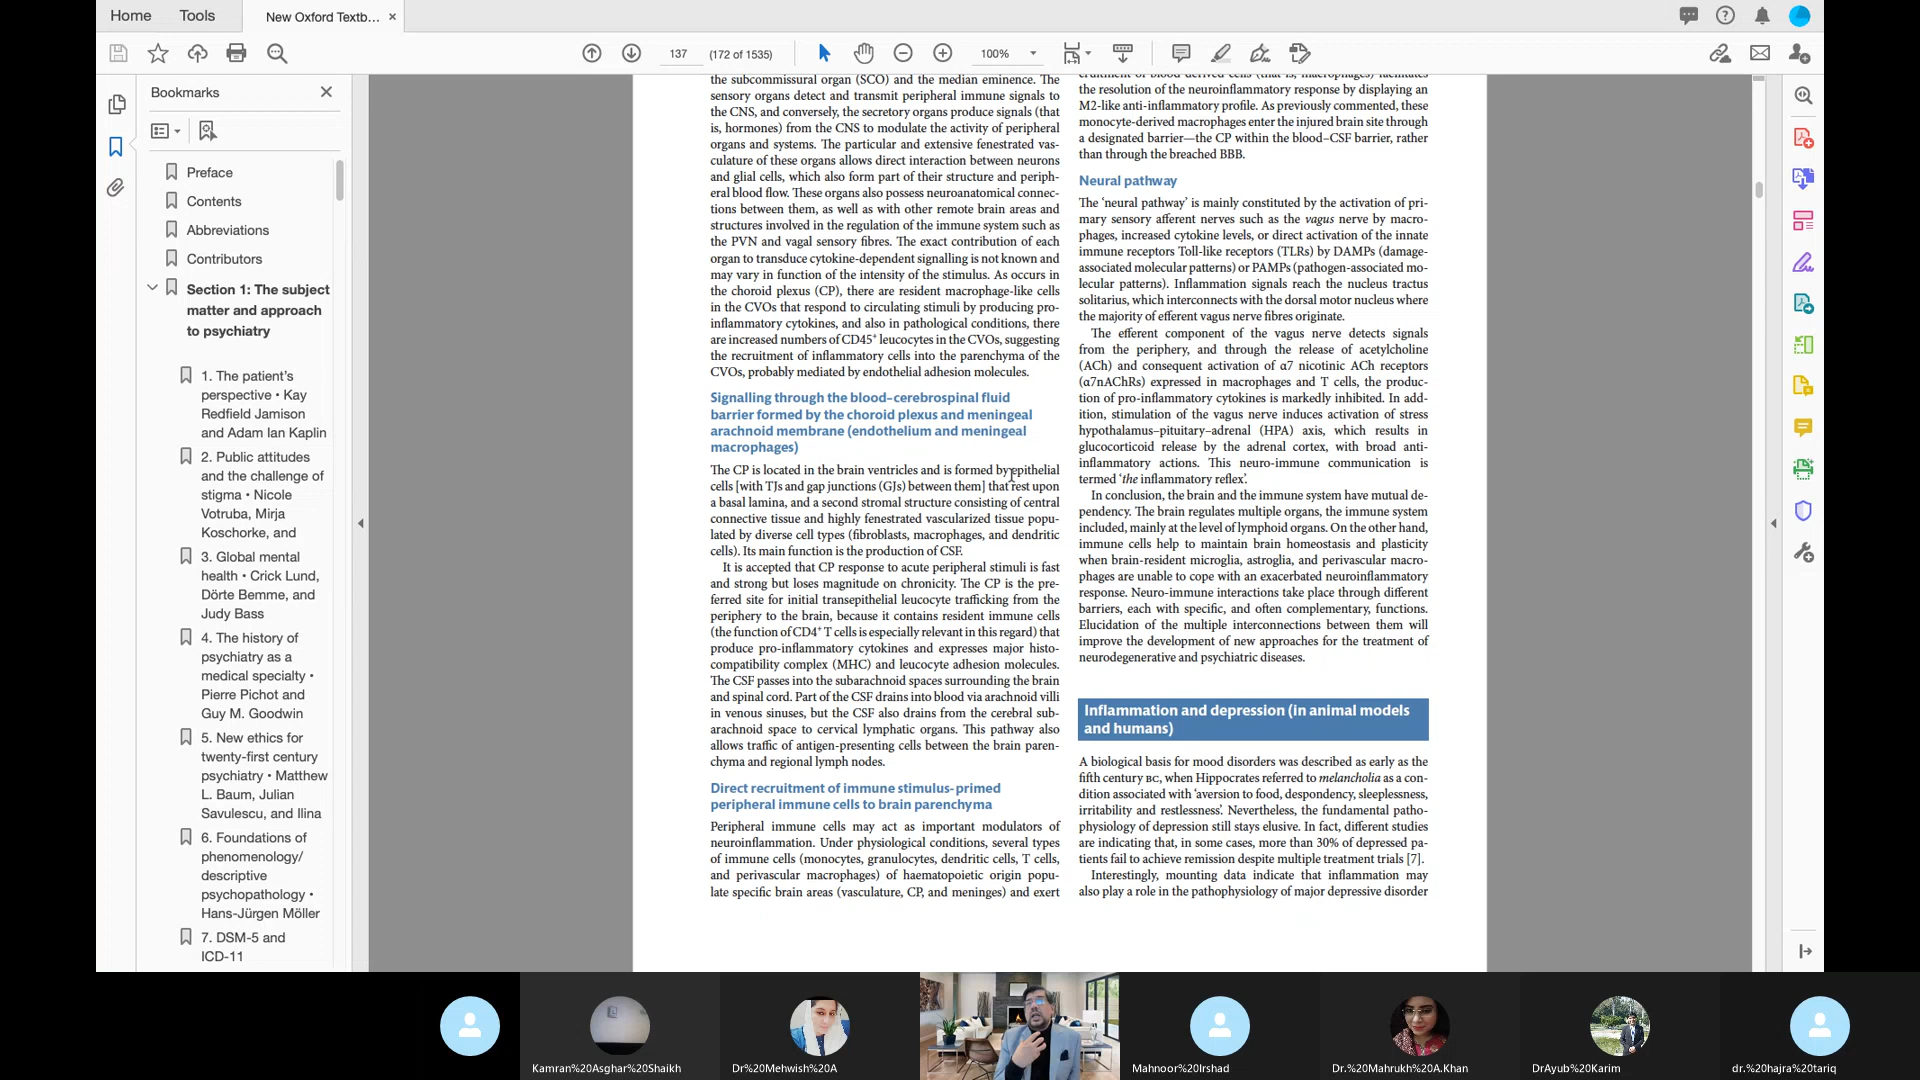 Home
Tools
New Oxford Textb...
137
(172 of 1535)
100%
Bookmarks
Preface
Contents
Abbreviations
Contributors
Section 1: The subject
matter and approach
to psychiatry
1. The patient's
perspective • Kay
Redfield Jamison
and Adam Ian Kaplin
2. Public attitudes
and the challenge of
stigma • Nicole
Votruba, Mirja
Koschorke, and
3. Global mental
health • Crick Lund,
Dörte Bemme, and
Judy Bass
4. The history of
psychiatry as a
medical specialty •
Pierre Pichot and
Guy M. Goodwin
5. New ethics for
twenty-first century
psychiatry • Matthew
L. Baum, Julian
Savulescu, and Ilina
6. Foundations of
phenomenology/
descriptive
psychopathology •
Hans-Jürgen Möller
7. DSM-5 and
ICD-11
the subcommissural organ (SCO) and the median eminence. The
sensory organs detect and transmit peripheral immune signals to
the CNS, and conversely, the secretory organs produce signals (that
is, hormones) from the CNS to modulate the activity of peripheral
organs and systems. The particular and extensive fenestrated vas-
culature of these organs allows direct interaction between neurons
and glial cells, which also form part of their structure and periph-
eral blood flow. These organs also possess neuroanatomical connec-
tions between them, as well as with other remote brain areas and
structures involved in the regulation of the immune system such as
the PVN and vagal sensory fibres. The exact contribution of each
organ to transduce cytokine-dependent signalling is not known and
may vary in function of the intensity of the stimulus. As occurs in
the choroid plexus (CP), there are resident macrophage-like cells
in the CVOs that respond to circulating stimuli by producing pro-
inflammatory cytokines, and also in pathological conditions, there
are increased numbers of CD45⁺ leucocytes in the CVOs, suggesting
the recruitment of inflammatory cells into the parenchyma of the
CVOs, probably mediated by endothelial adhesion molecules.
Signalling through the blood–cerebrospinal fluid
barrier formed by the choroid plexus and meningeal
arachnoid membrane (endothelium and meningeal
macrophages)
The CP is located in the brain ventricles and is formed by epithelial
cells [with TJs and gap junctions (GJs) between them] that rest upon
a basal lamina, and a second stromal structure consisting of central
connective tissue and highly fenestrated vascularized tissue popu-
lated by diverse cell types (fibroblasts, macrophages, and dendritic
cells). Its main function is the production of CSF.
It is accepted that CP response to acute peripheral stimuli is fast
and strong but loses magnitude on chronicity. The CP is the pre-
ferred site for initial transepithelial leucocyte trafficking from the
periphery to the brain, because it contains resident immune cells
(the function of CD4⁺ T cells is especially relevant in this regard) that
produce pro-inflammatory cytokines and expresses major histo-
compatibility complex (MHC) and leucocyte adhesion molecules.
The CSF passes into the subarachnoid spaces surrounding the brain
and spinal cord. Part of the CSF drains into blood via arachnoid villi
in venous sinuses, but the CSF also drains from the cerebral sub-
arachnoid space to cervical lymphatic organs. This pathway also
allows traffic of antigen-presenting cells between the brain paren-
chyma and regional lymph nodes.
Direct recruitment of immune stimulus-primed
peripheral immune cells to brain parenchyma
Peripheral immune cells may act as important modulators of
neuroinflammation. Under physiological conditions, several types
of immune cells (monocytes, granulocytes, dendritic cells, T cells,
and perivascular macrophages) of haematopoietic origin popu-
late specific brain areas (vasculature, CP, and meninges) and exert
cruitment of blood-derived cells (that is, macrophages) facilitates
the resolution of the neuroinflammatory response by displaying an
M2-like anti-inflammatory profile. As previously commented, these
monocyte-derived macrophages enter the injured brain site through
a designated barrier—the CP within the blood–CSF barrier, rather
than through the breached BBB.
Neural pathway
The ‘neural pathway’ is mainly constituted by the activation of pri-
mary sensory afferent nerves such as the vagus nerve by macro-
phages, increased cytokine levels, or direct activation of the innate
immune receptors Toll-like receptors (TLRs) by DAMPs (damage-
associated molecular patterns) or PAMPs (pathogen-associated mo-
lecular patterns). Inflammation signals reach the nucleus tractus
solitarius, which interconnects with the dorsal motor nucleus where
the majority of efferent vagus nerve fibres originate.
The efferent component of the vagus nerve detects signals
from the periphery, and through the release of acetylcholine
(ACh) and consequent activation of α7 nicotinic ACh receptors
(α7nAChRs) expressed in macrophages and T cells, the produc-
tion of pro-inflammatory cytokines is markedly inhibited. In add-
ition, stimulation of the vagus nerve induces activation of stress
hypothalamus–pituitary–adrenal (HPA) axis, which results in
glucocorticoid release by the adrenal cortex, with broad anti-
inflammatory actions. This neuro-immune communication is
termed ‘the inflammatory reflex’.
In conclusion, the brain and the immune system have mutual de-
pendency. The brain regulates multiple organs, the immune system
included, mainly at the level of lymphoid organs. On the other hand,
immune cells help to maintain brain homeostasis and plasticity
when brain-resident microglia, astroglia, and perivascular macro-
phages are unable to cope with an exacerbated neuroinflammatory
response. Neuro-immune interactions take place through different
barriers, each with specific, and often complementary, functions.
Elucidation of the multiple interconnections between them will
improve the development of new approaches for the treatment of
neurodegenerative and psychiatric diseases.
Inflammation and depression (in animal models
and humans)
A biological basis for mood disorders was described as early as the
fifth century BC, when Hippocrates referred to melancholia as a con-
dition associated with ‘aversion to food, despondency, sleeplessness,
irritability and restlessness’. Nevertheless, the fundamental patho-
physiology of depression still stays elusive. In fact, different studies
are indicating that, in some cases, more than 30% of depressed pa-
tients fail to achieve remission despite multiple treatment trials [7].
Interestingly, mounting data indicate that inflammation may
also play a role in the pathophysiology of major depressive disorder
Kamran%20Asghar%20Shaikh
Dr%20Mehwish%20A
Mahnoor%20Irshad
Dr.%20Mahrukh%20A.Khan
DrAyub%20Karim
dr.%20hajra%20tariq